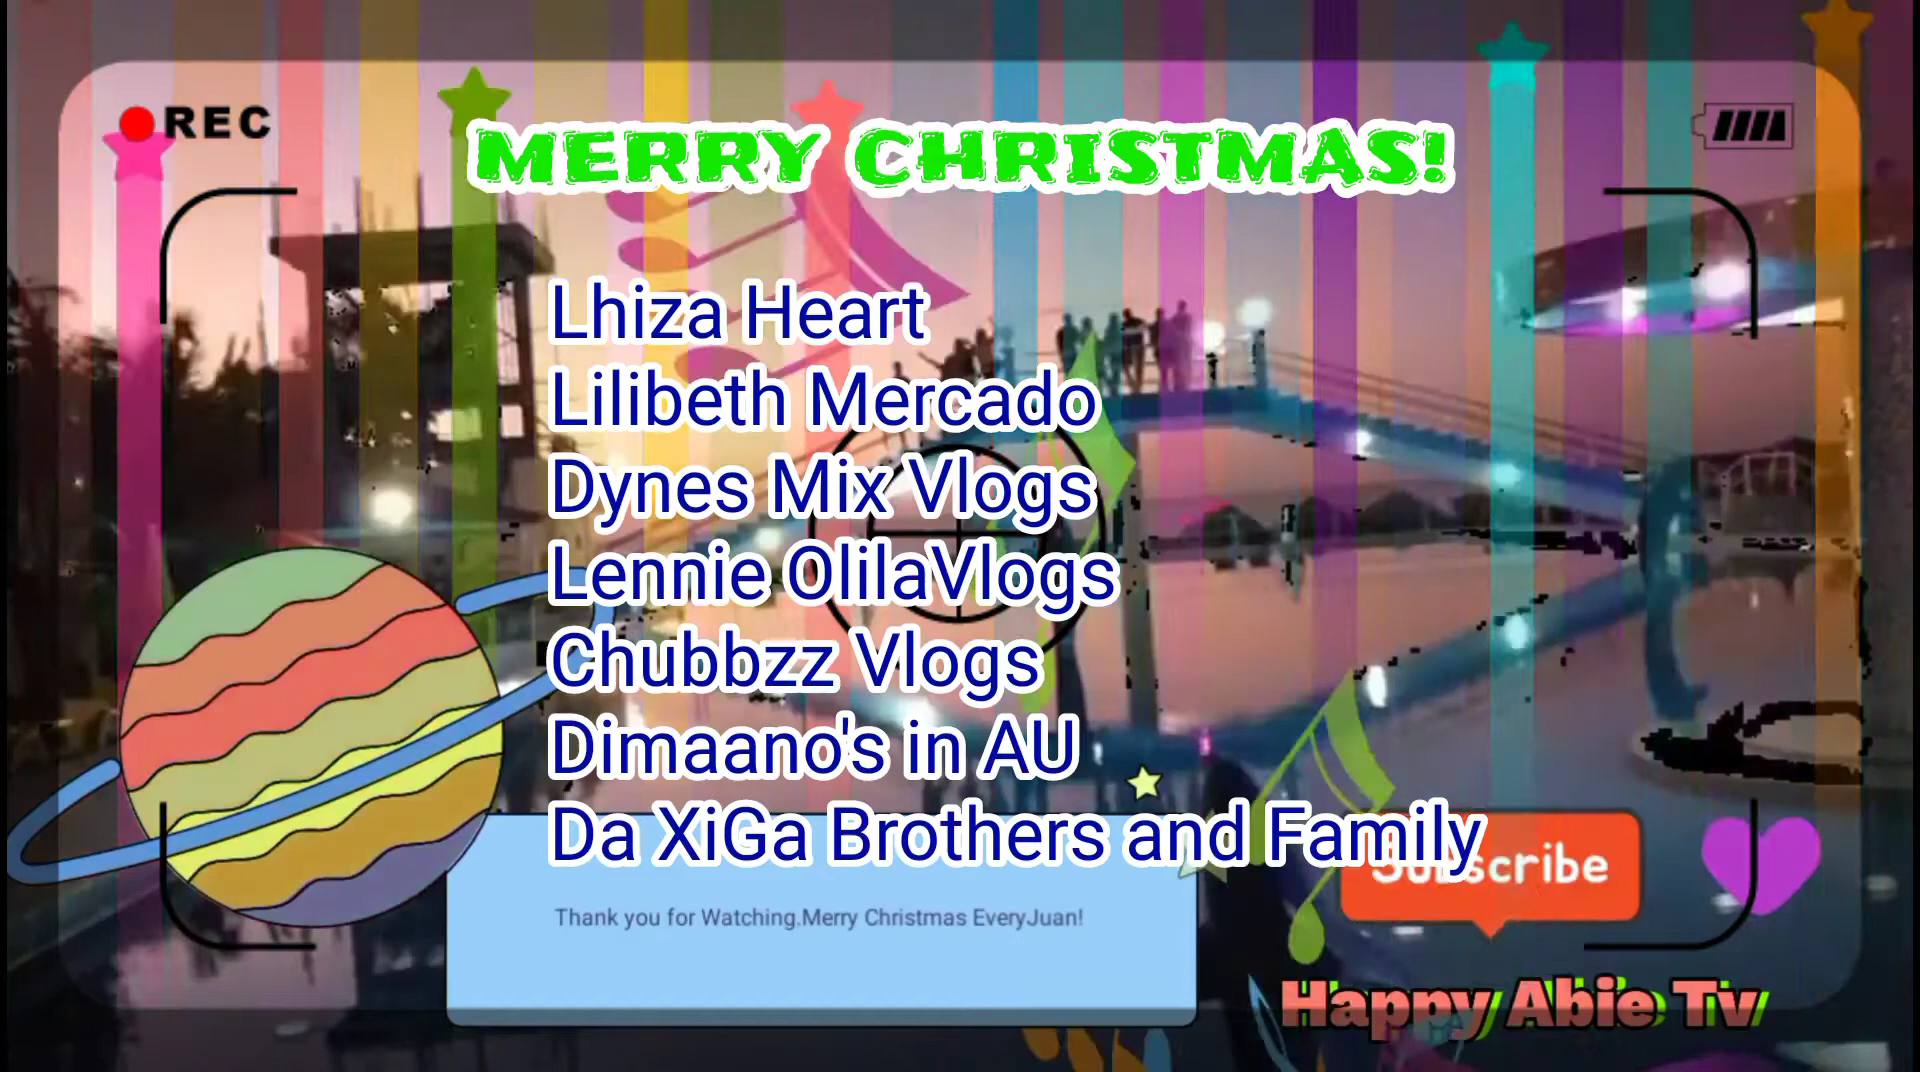 REC
MERRY CHRISTMAS!
Lhiza Heart
Lilibeth Mercado
Dynes Mix Vlogs
Lennie OlilaVlogs
Chubbzz Vlogs
Dimaano's in AU
Da XiGa Brothers and Family
Subscribe
Thank you for Watching.Merry Christmas EveryJuan!
Happy Abie Tv